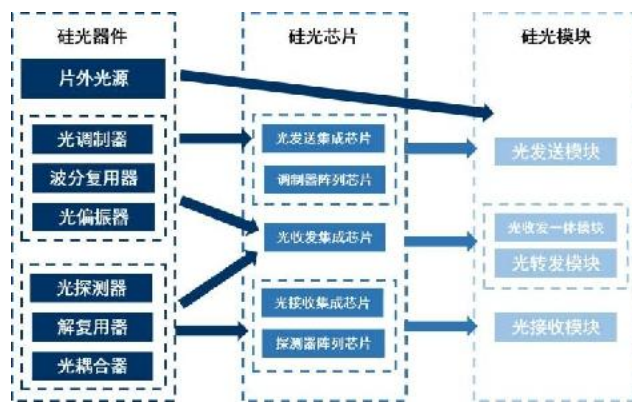 硅光器件
片外光源
光调制器
波分复用器
光偏振器
光探测器
解复用器
光耦合器
硅光芯片
光发送集成芯片
调制器阵列芯片
光收发集成芯片
光接收集成芯片
探测器阵列芯片
硅光模块
光发送模块
光收发一体模块
光转发模块
光接收模块